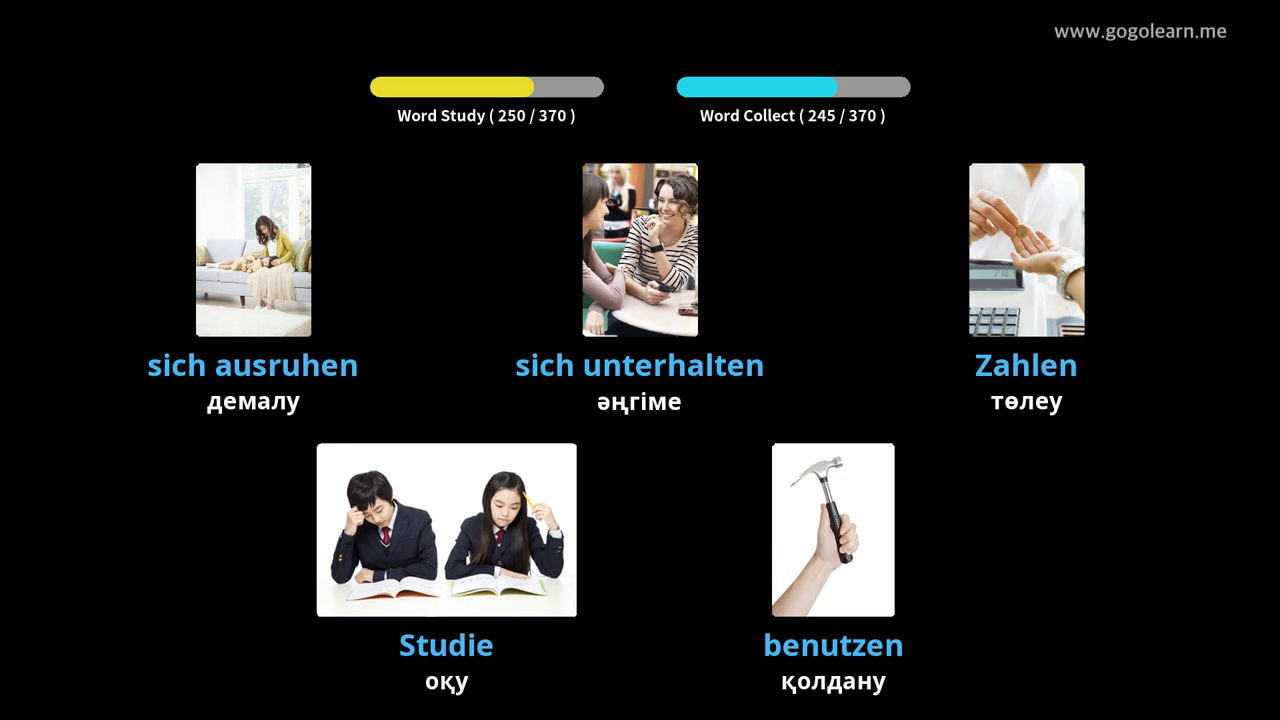 www.gogolearn.me
Word Study ( 250 / 370 )
Word Collect ( 245 / 370 )
sich ausruhen
демалу
sich unterhalten
әңгіме
Zahlen
төлеу
Studie
оқу
benutzen
қолдану